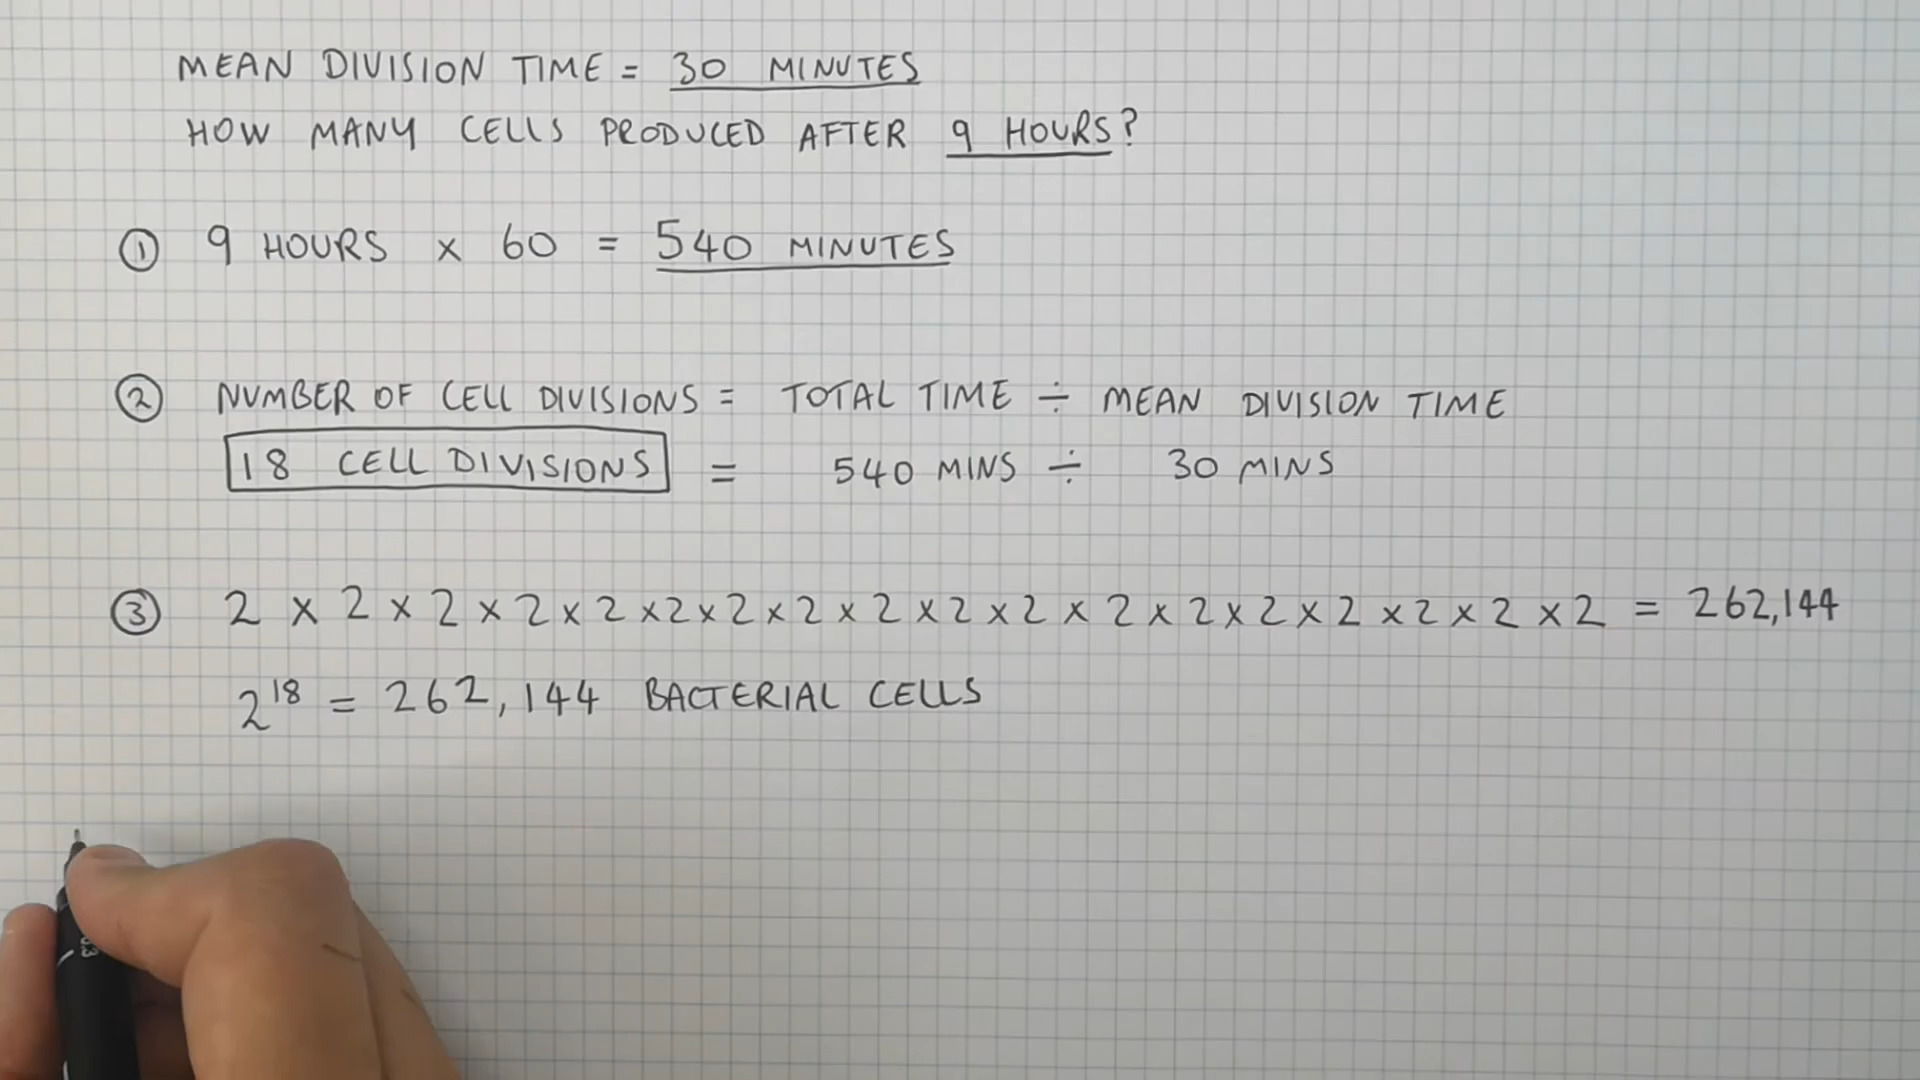 MEAN DIVISION TIME = 30 MINUTES
HOW MANY CELLS PRODUCED AFTER 9 HOURS?
① 9 HOURS × 60 = 540 MINUTES
② NUMBER OF CELL DIVISIONS = TOTAL TIME ÷ MEAN DIVISION TIME
18 CELL DIVISIONS = 540 MINS ÷ 30 MINS
③ 2 × 2 × 2 × 2 × 2 × 2 × 2 × 2 × 2 × 2 × 2 × 2 × 2 × 2 × 2 × 2 × 2 × 2 = 262,144
2¹⁸ = 262,144 BACTERIAL CELLS